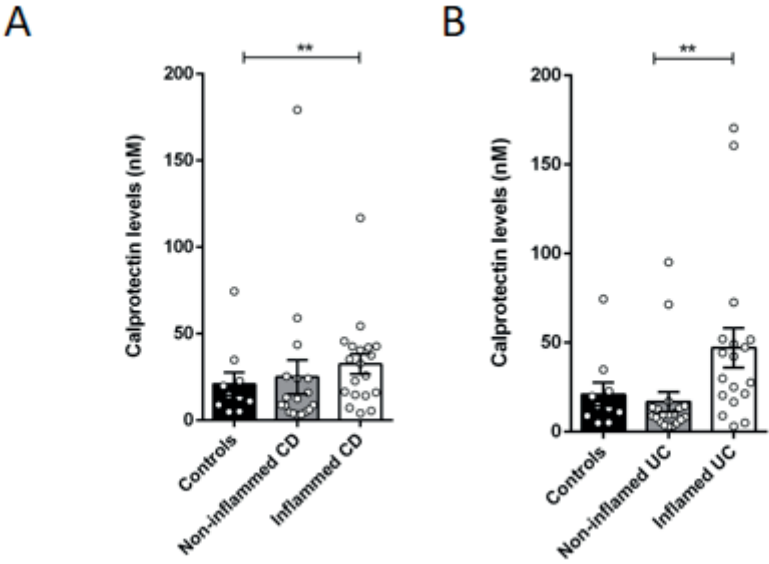 A
**
Calprotectin levels (nM)
200
150
100
50
0
Controls
Non-inflammed CD
Inflammed CD
B
**
Calprotectin levels (nM)
200
150
100
50
0
Controls
Non-inflamed UC
Inflamed UC